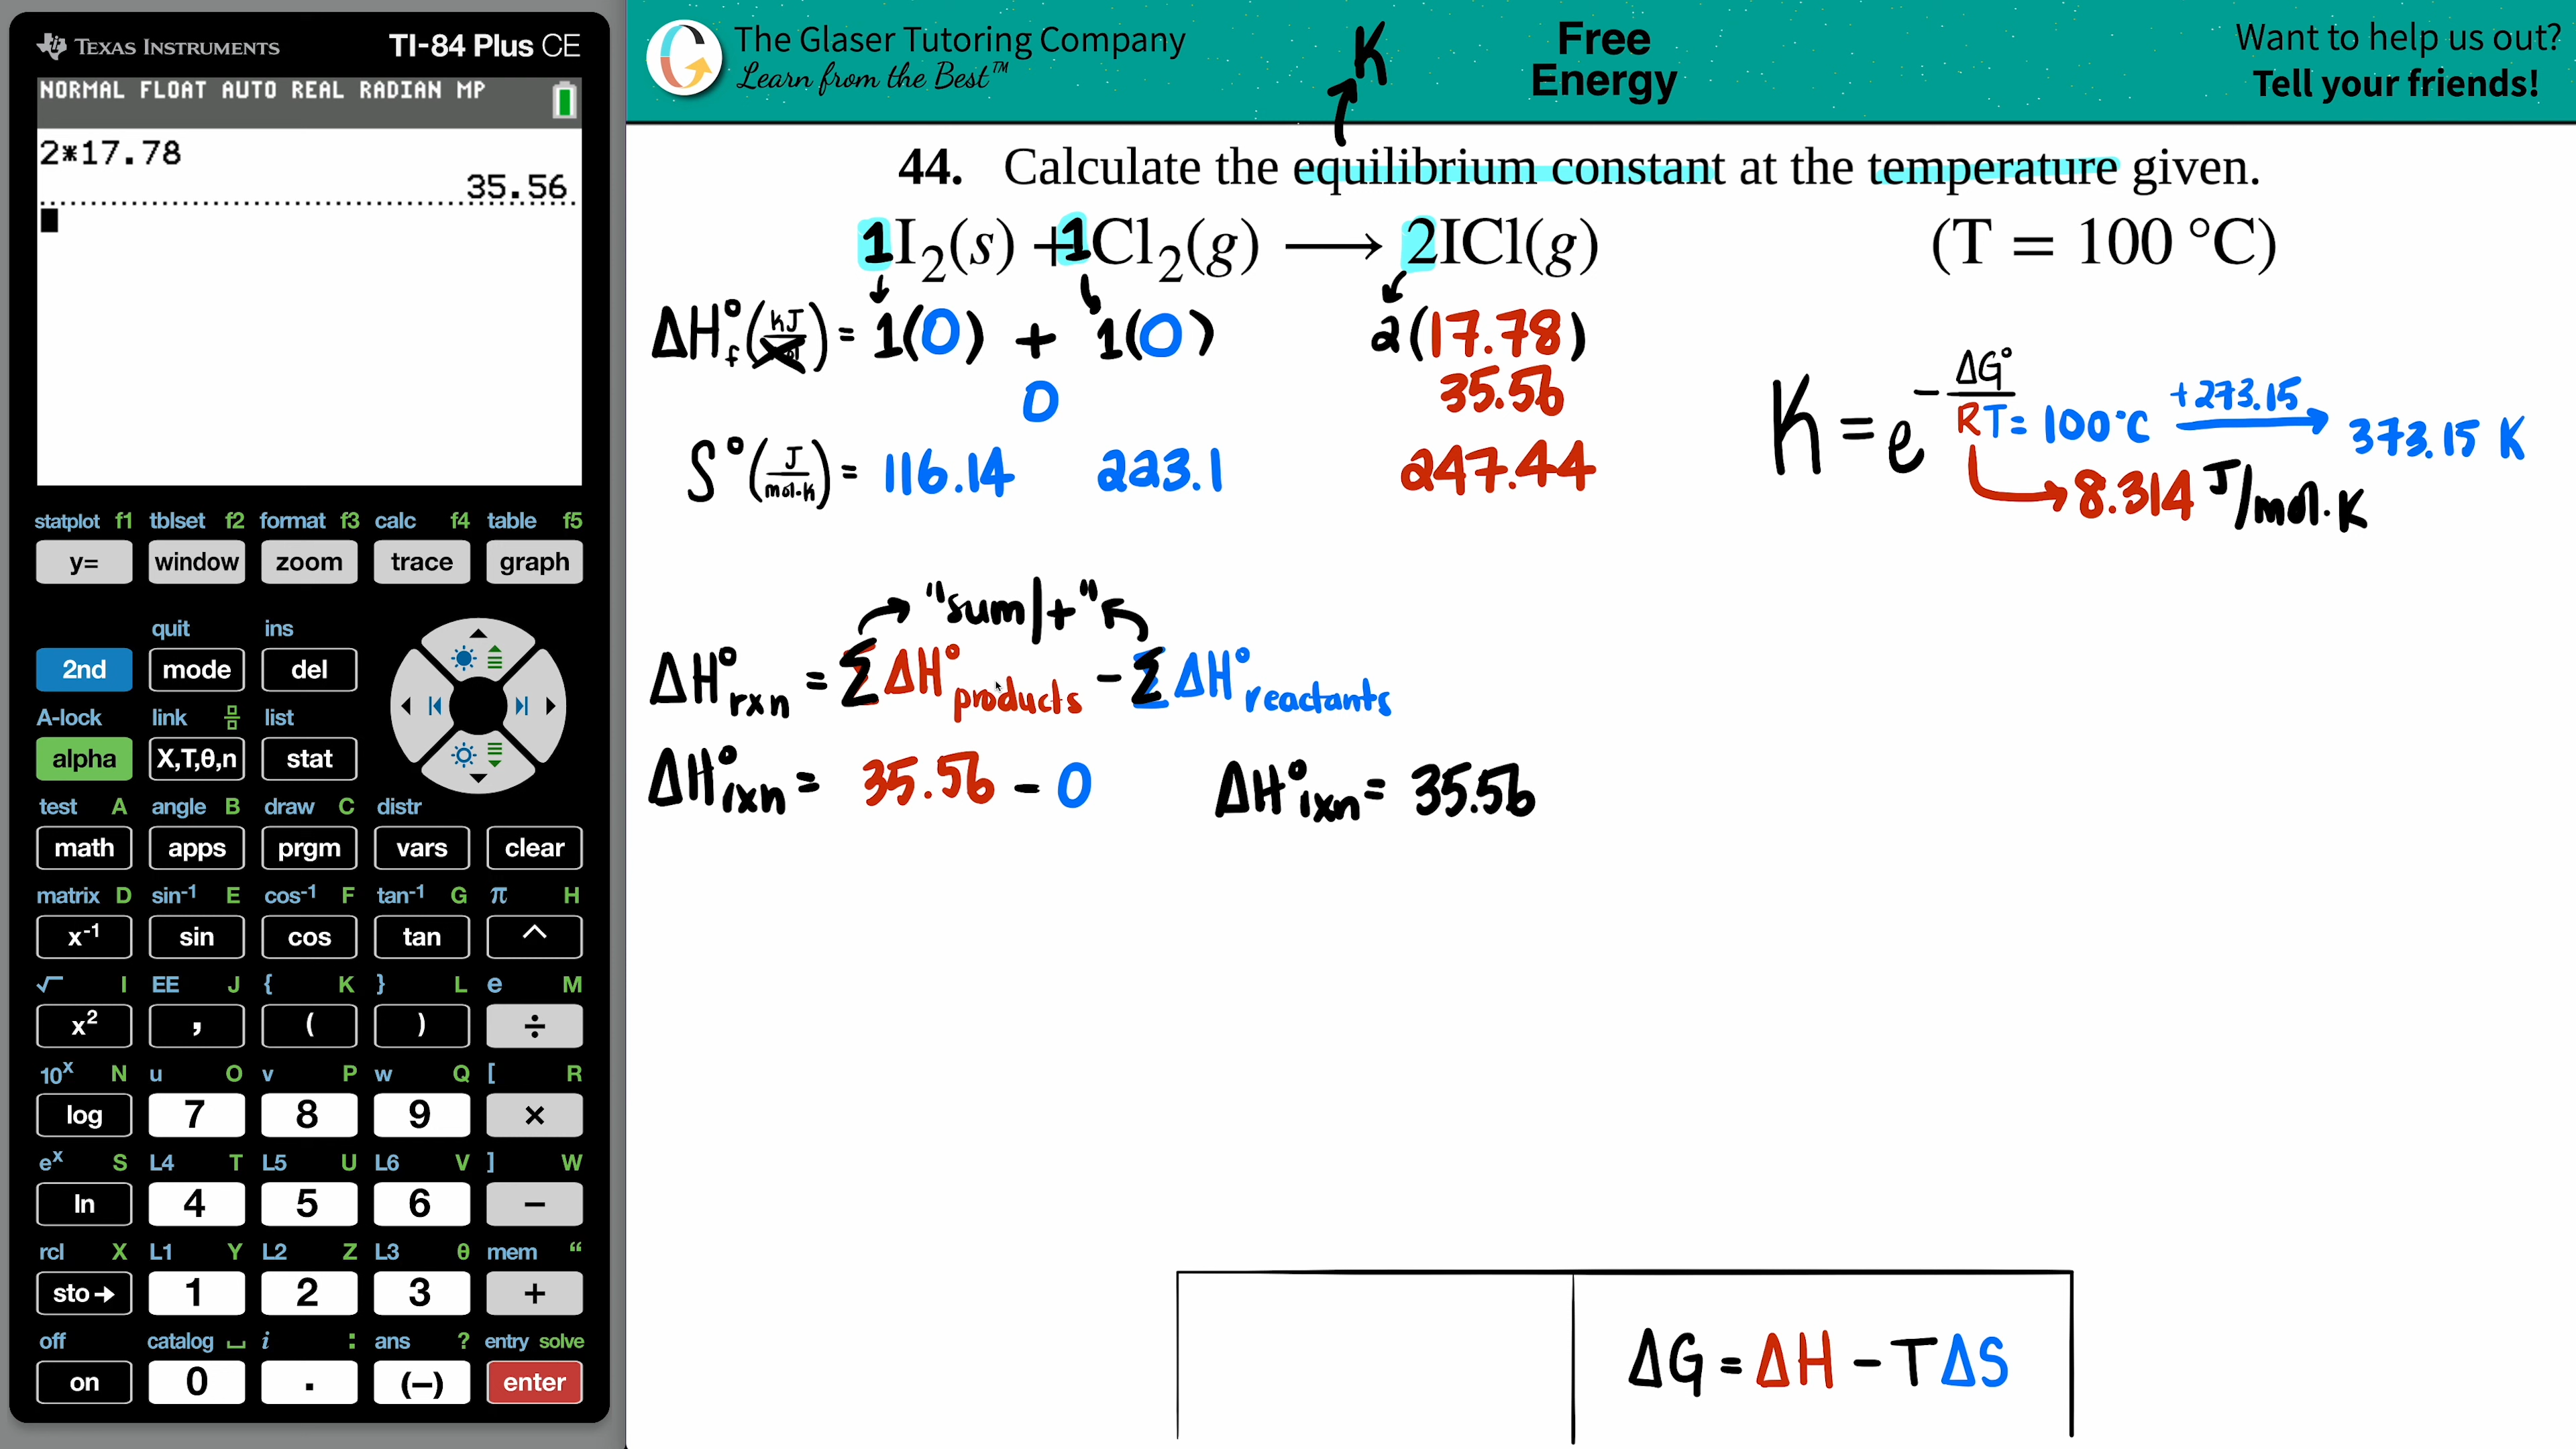 TEXAS INSTRUMENTS TI-84 Plus CE
NORMAL FLOAT AUTO REAL RADIAN MP
2*17.78
35.56
statplot f1 tblset f2 format f3 calc f4 table f5
y= window zoom trace graph
quit ins
2nd mode del
A-lock link list
alpha X,T,θ,n stat
test A angle B draw C distr
math apps prgm vars clear
matrix D sin⁻¹ E cos⁻¹ F tan⁻¹ G π H
x⁻¹ sin cos tan ^
√ I EE J { K } L e M
x² , ( ) ÷
10ˣ N u O v P w Q [ R
log 7 8 9 ×
eˣ S L4 T L5 U L6 V ] W
ln 4 5 6 −
rcl X L1 Y L2 Z L3 θ mem “
sto→ 1 2 3 +
off catalog ⎵ i : ans ? entry solve
on 0 . (−) enter
The Glaser Tutoring Company
Learn from the Best™
K
Free
Energy
Want to help us out?
Tell your friends!
44. Calculate the equilibrium constant at the temperature given.
1I₂(s) + 1Cl₂(g) ⟶ 2ICl(g) (T = 100 °C)
ΔH°f (kJ/mol) = 1(0) + 1(0) 2(17.78)
0 35.56
S° (J/mol·K) = 116.14 223.1 247.44
K = e^−ΔG°/RT
T = 100°C +273.15 → 373.15 K
8.314 J/mol·K
"sum|+"
ΔH°rxn = Σ ΔH°products − Σ ΔH°reactants
ΔH°rxn = 35.56 − 0 ΔH°rxn = 35.56
ΔG = ΔH − TΔS